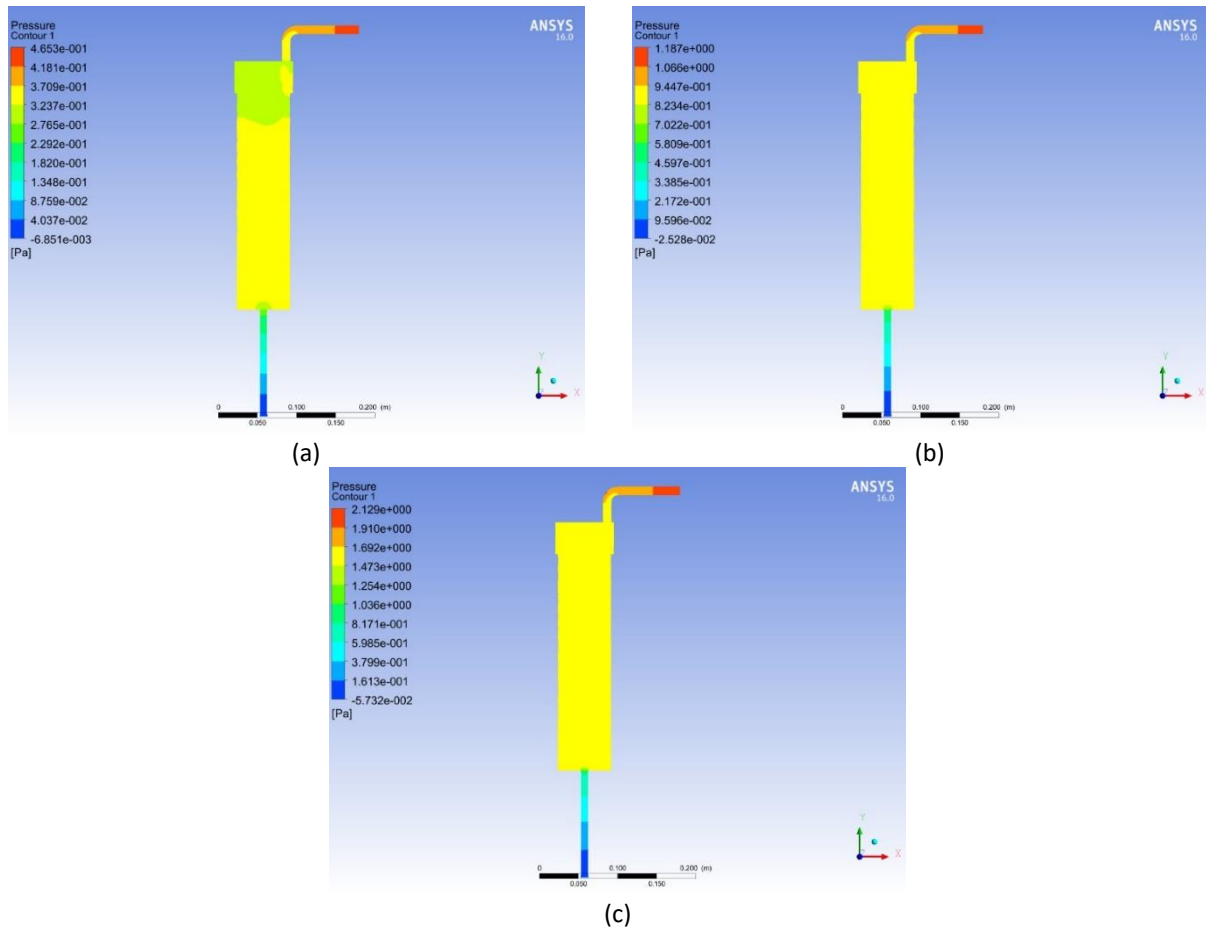 Pressure
Contour 1
4.653e-001
4.181e-001
3.709e-001
3.237e-001
2.765e-001
2.292e-001
1.820e-001
1.348e-001
8.759e-002
4.037e-002
-6.851e-003
[Pa]
ANSYS
16.0
Y
X
0 0.100 0.200 (m)
0.050 0.150
(a)
Pressure
Contour 1
1.187e+000
1.066e+000
9.447e-001
8.234e-001
7.022e-001
5.809e-001
4.597e-001
3.385e-001
2.172e-001
9.596e-002
-2.528e-002
[Pa]
ANSYS
16.0
Y
X
0 0.100 0.200 (m)
0.050 0.150
(b)
Pressure
Contour 1
2.129e+000
1.910e+000
1.692e+000
1.473e+000
1.254e+000
1.036e+000
8.171e-001
5.985e-001
3.799e-001
1.613e-001
-5.732e-002
[Pa]
ANSYS
16.0
Y
X
0 0.100 0.200 (m)
0.050 0.150
(c)